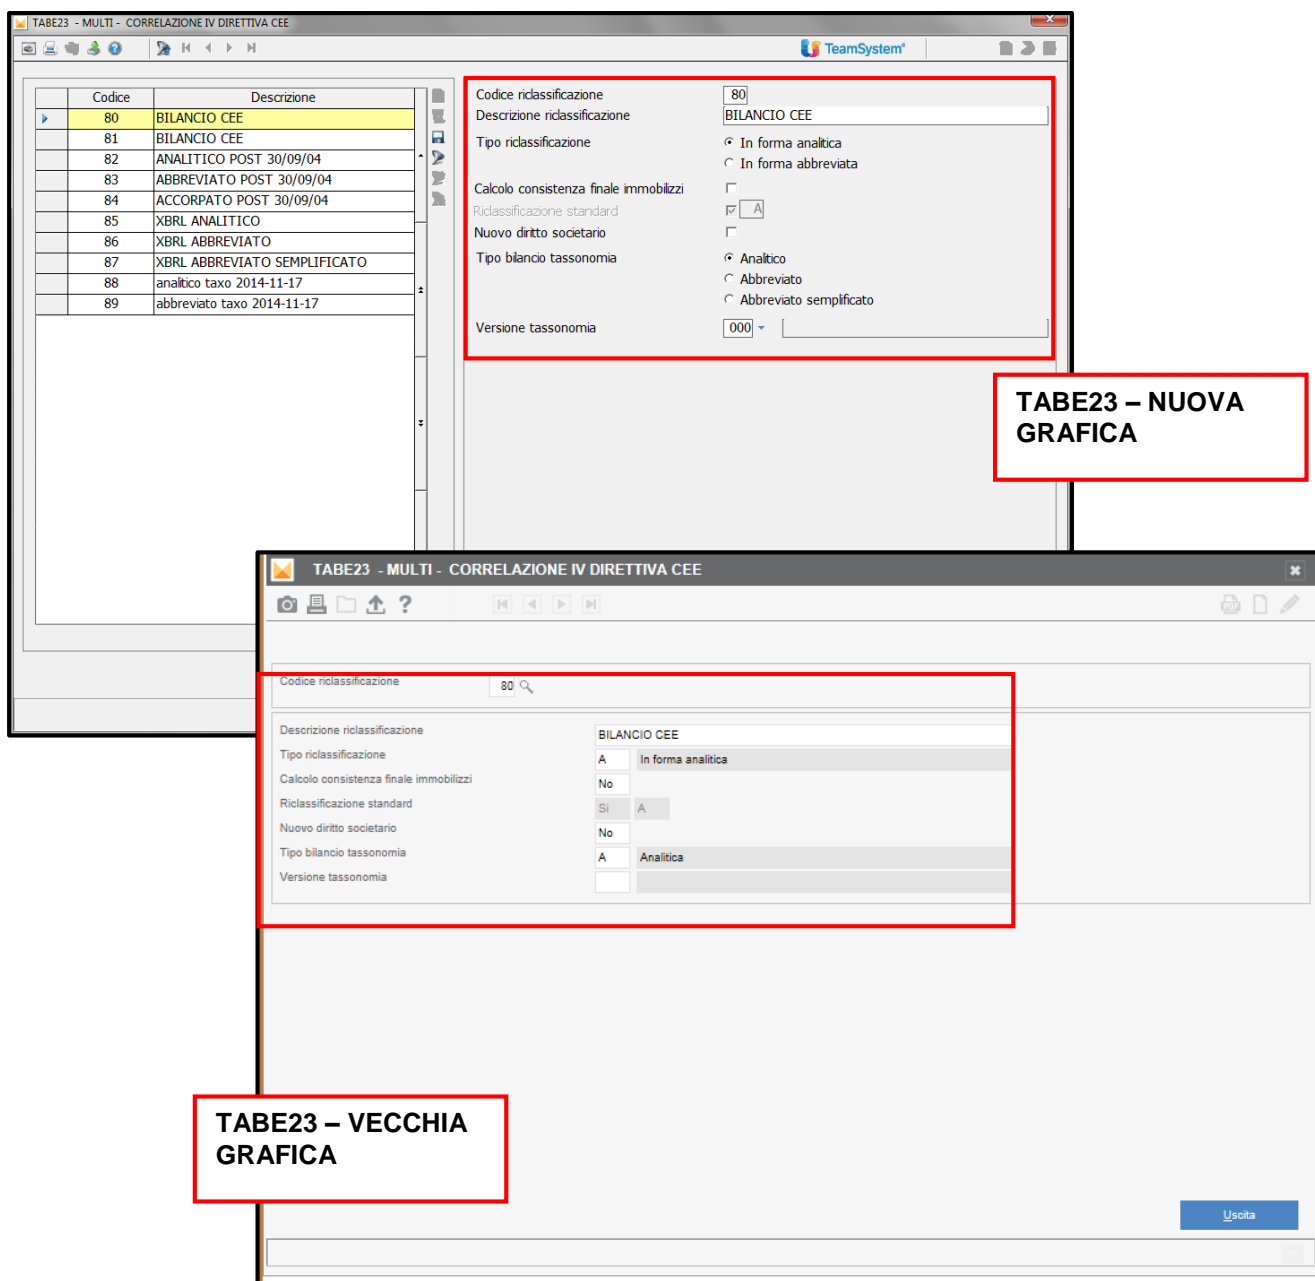 TABE23 - MULTI - CORRELAZIONE IV DIRETTIVA CEE
TeamSystem®
Codice Descrizione
80 BILANCIO CEE
81 BILANCIO CEE
82 ANALITICO POST 30/09/04
83 ABBREVIATO POST 30/09/04
84 ACCORPATO POST 30/09/04
85 XBRL ANALITICO
86 XBRL ABBREVIATO
87 XBRL ABBREVIATO SEMPLIFICATO
88 analitico taxo 2014-11-17
89 abbreviato taxo 2014-11-17
Codice riclassificazione 80
Descrizione riclassificazione BILANCIO CEE
Tipo riclassificazione In forma analitica
In forma abbreviata
Calcolo consistenza finale immobilizzi
Riclassificazione standard A
Nuovo diritto societario
Tipo bilancio tassonomia Analitico
Abbreviato
Abbreviato semplificato
Versione tassonomia 000
TABE23 – NUOVA
GRAFICA
TABE23 - MULTI - CORRELAZIONE IV DIRETTIVA CEE
Codice riclassificazione 80
Descrizione riclassificazione BILANCIO CEE
Tipo riclassificazione A In forma analitica
Calcolo consistenza finale immobilizzi No
Riclassificazione standard Si A
Nuovo diritto societario No
Tipo bilancio tassonomia A Analitica
Versione tassonomia
TABE23 – VECCHIA
GRAFICA
Uscita